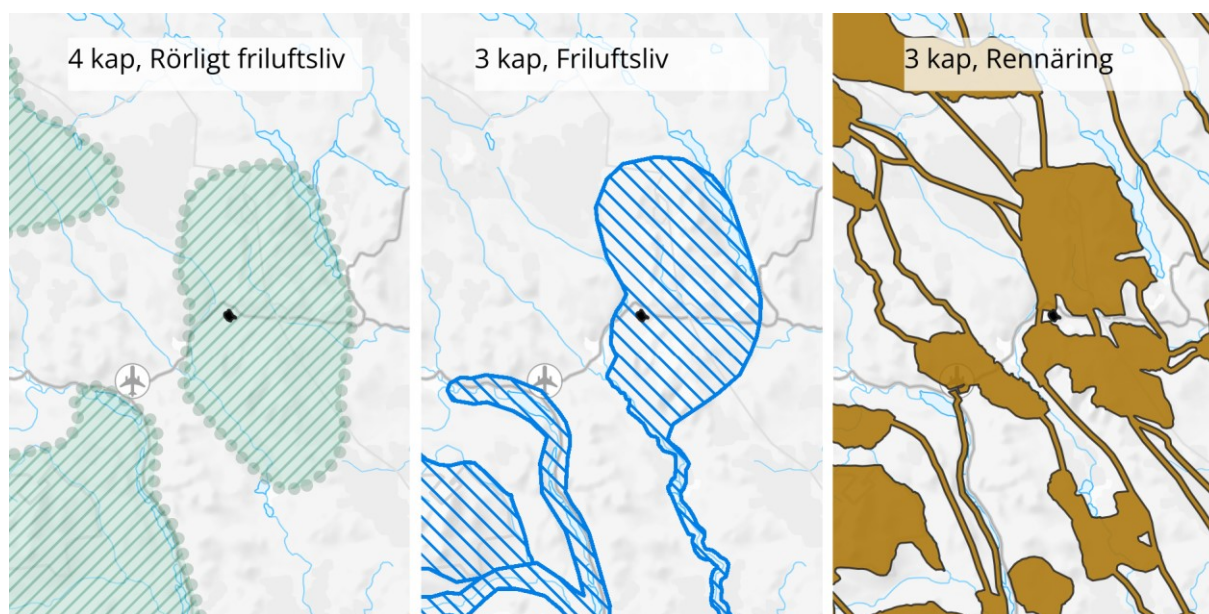 4 kap, Rörligt friluftsliv
3 kap, Friluftsliv
3 kap, Rennäring